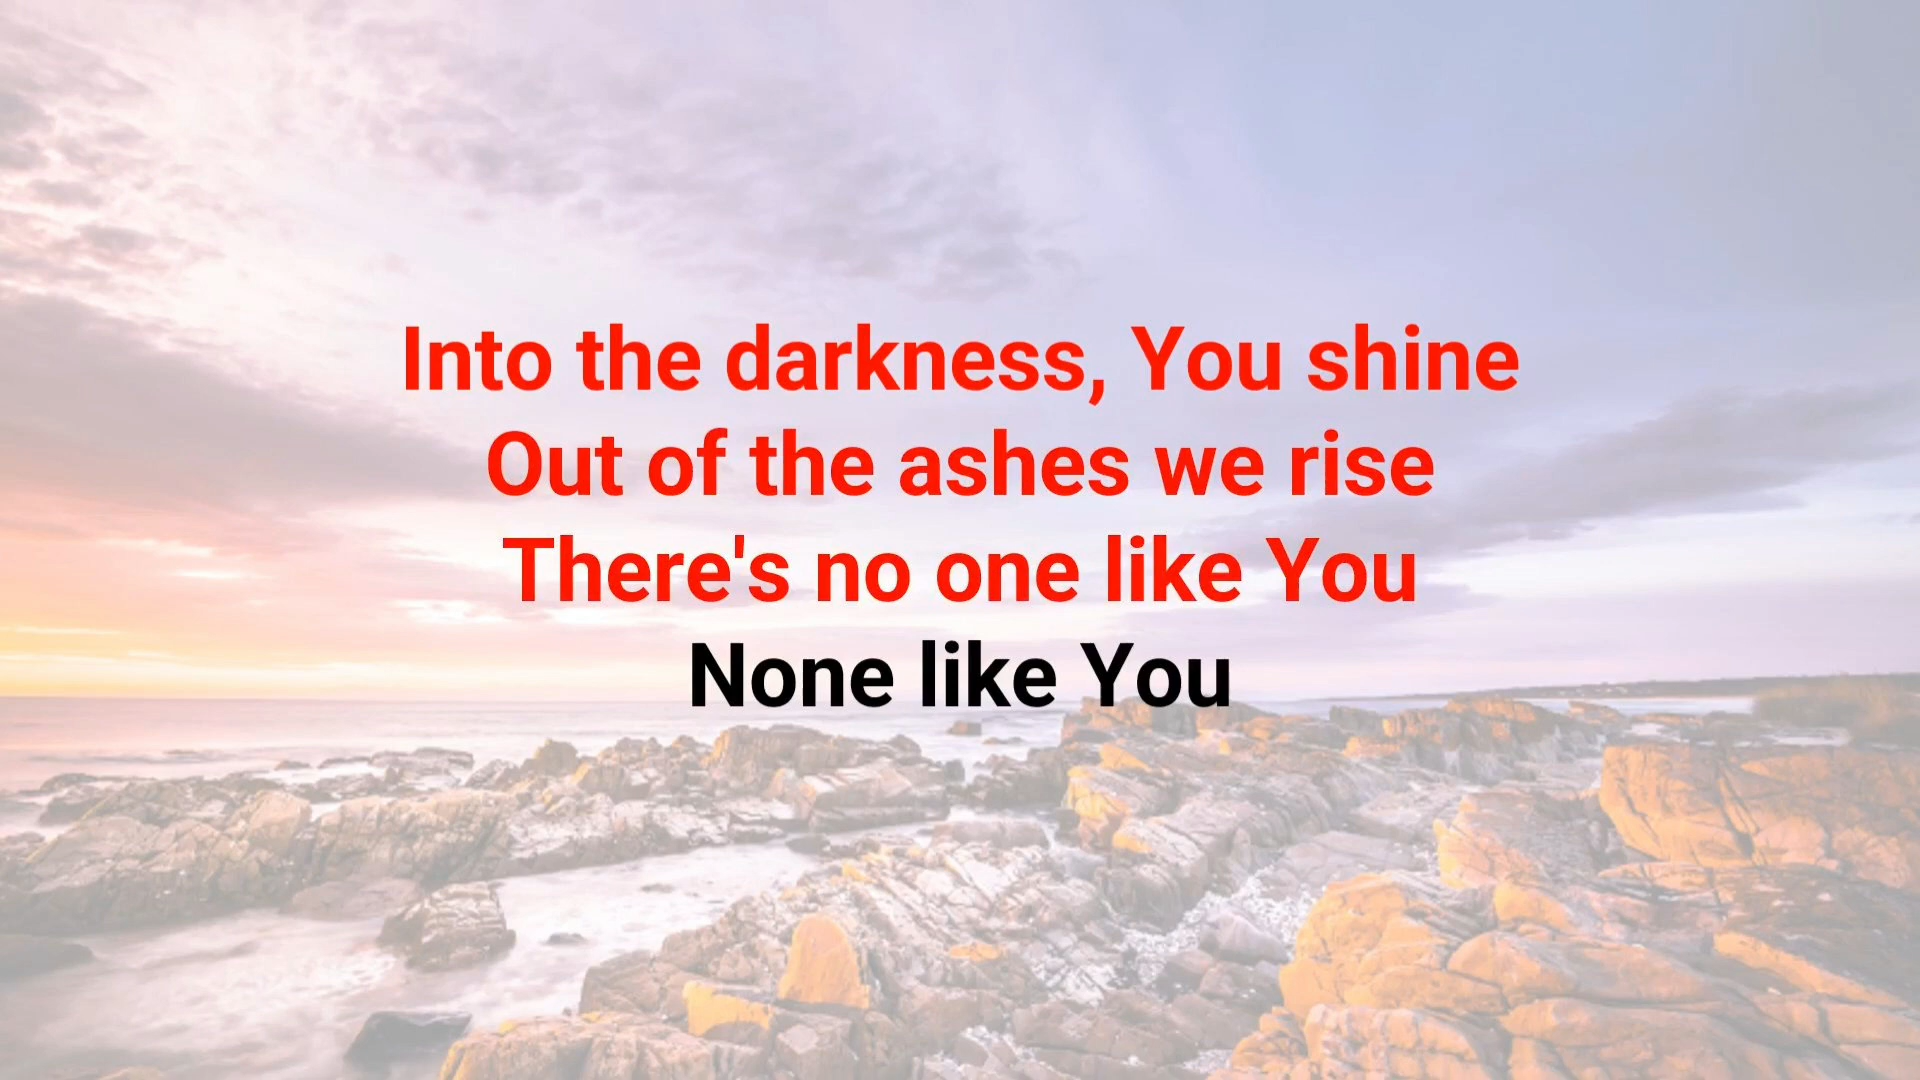 Into the darkness, You shine
Out of the ashes we rise
There's no one like You
None like You